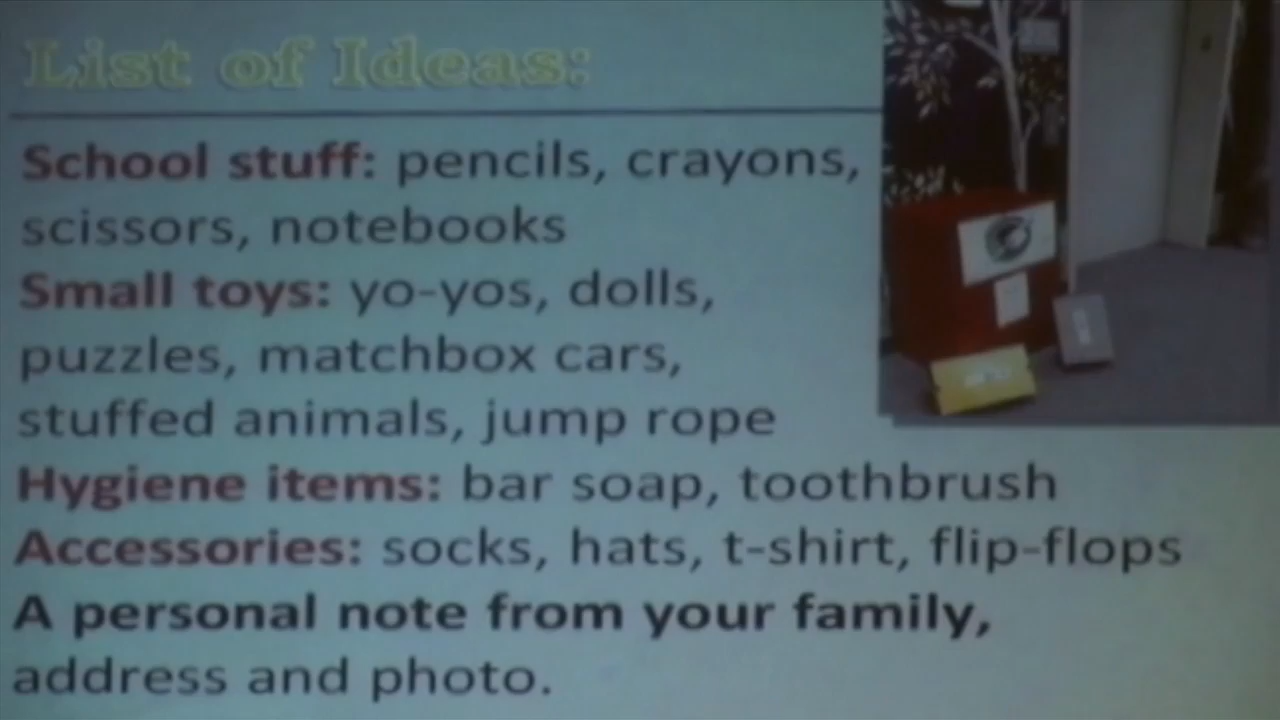 List of Ideas:
School stuff: pencils, crayons,
scissors, notebooks
Small toys: yo-yos, dolls,
puzzles, matchbox cars,
stuffed animals, jump rope
Hygiene items: bar soap, toothbrush
Accessories: socks, hats, t-shirt, flip-flops
A personal note from your family,
address and photo.